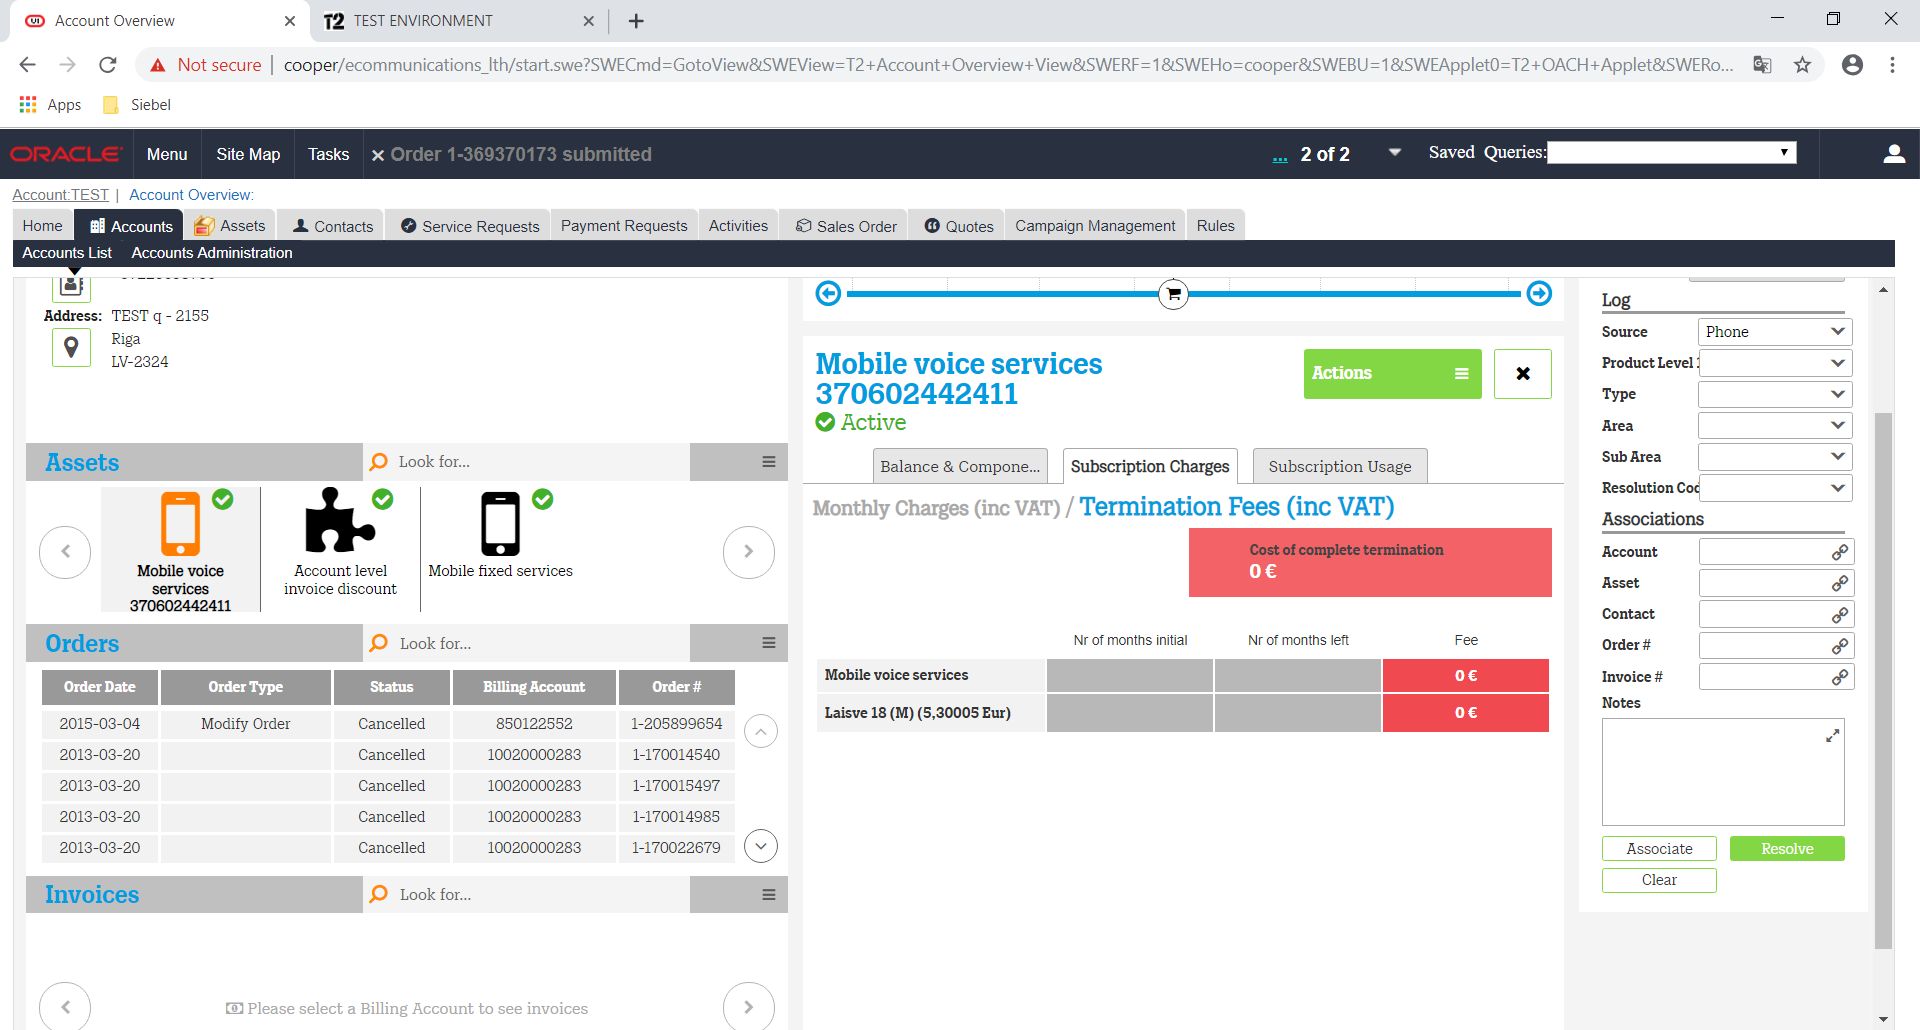 Account Overview
T2 TEST ENVIRONMENT
Not secure | cooper/ecommunications_lth/start.swe?SWECmd=GotoView&SWEView=T2+Account+Overview+View&SWERF=1&SWEHo=cooper&SWEBU=1&SWEApplet0=T2+OACH+Applet&SWERo...
Apps
Siebel
ORACLE
Menu
Site Map
Tasks
Order 1-369370173 submitted
... 2 of 2
Saved Queries:
Account:TEST | Account Overview:
Home
Accounts
Assets
Contacts
Service Requests
Payment Requests
Activities
Sales Order
Quotes
Campaign Management
Rules
Accounts List
Accounts Administration
Address: TEST q - 2155
Riga
LV-2324
Assets
Look for...
Mobile voice
services
370602442411
Account level
invoice discount
Mobile fixed services
Orders
Look for...
Order Date Order Type Status Billing Account Order #
2015-03-04 Modify Order Cancelled 850122552 1-205899654
2013-03-20 Cancelled 10020000283 1-170014540
2013-03-20 Cancelled 10020000283 1-170015497
2013-03-20 Cancelled 10020000283 1-170014985
2013-03-20 Cancelled 10020000283 1-170022679
Invoices
Look for...
Please select a Billing Account to see invoices
Mobile voice services
370602442411
Active
Actions
Balance & Compone...
Subscription Charges
Subscription Usage
Monthly Charges (inc VAT) / Termination Fees (inc VAT)
Cost of complete termination
0 €
Nr of months initial Nr of months left Fee
Mobile voice services 0 €
Laisve 18 (M) (5,30005 Eur) 0 €
Log
Source Phone
Product Level
Type
Area
Sub Area
Resolution Cod
Associations
Account
Asset
Contact
Order #
Invoice #
Notes
Associate
Resolve
Clear